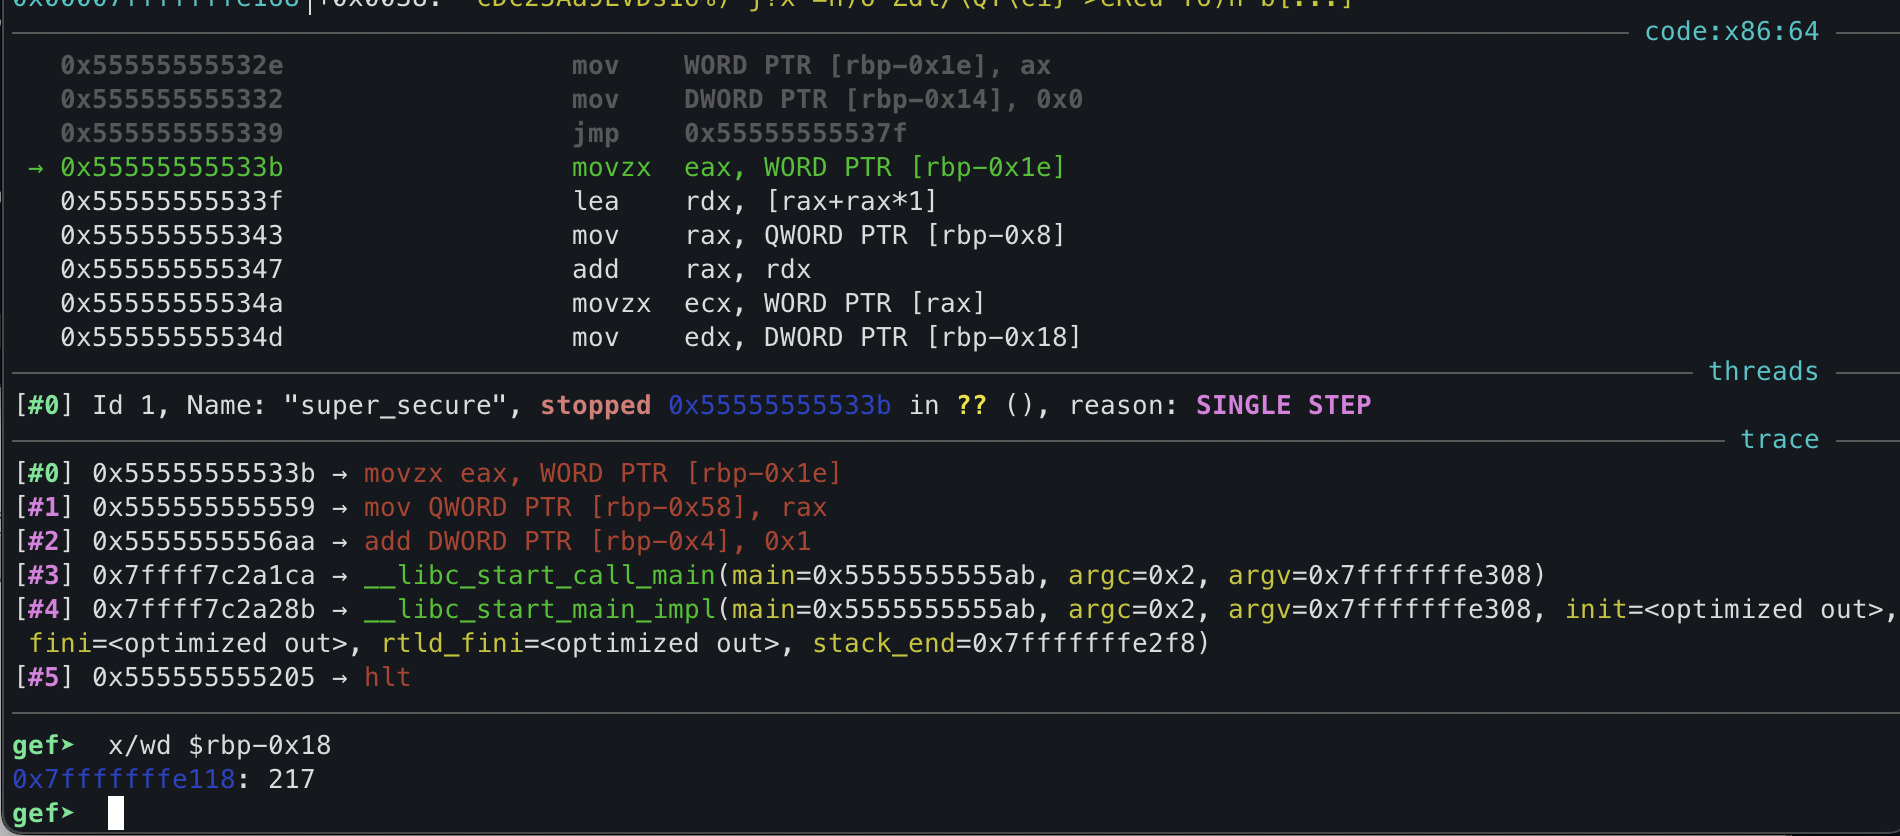 code:x86:64
0x55555555532e mov WORD PTR [rbp-0x1e], ax
0x555555555332 mov DWORD PTR [rbp-0x14], 0x0
0x555555555339 jmp 0x55555555537f
→ 0x55555555533b movzx eax, WORD PTR [rbp-0x1e]
0x55555555533f lea rdx, [rax+rax*1]
0x555555555343 mov rax, QWORD PTR [rbp-0x8]
0x555555555347 add rax, rdx
0x55555555534a movzx ecx, WORD PTR [rax]
0x55555555534d mov edx, DWORD PTR [rbp-0x18]
threads
[#0] Id 1, Name: "super_secure", stopped 0x55555555533b in ?? (), reason: SINGLE STEP
trace
[#0] 0x55555555533b → movzx eax, WORD PTR [rbp-0x1e]
[#1] 0x555555555559 → mov QWORD PTR [rbp-0x58], rax
[#2] 0x5555555556aa → add DWORD PTR [rbp-0x4], 0x1
[#3] 0x7ffff7c2a1ca → __libc_start_call_main(main=0x5555555555ab, argc=0x2, argv=0x7fffffffe308)
[#4] 0x7ffff7c2a28b → __libc_start_main_impl(main=0x5555555555ab, argc=0x2, argv=0x7fffffffe308, init=<optimized out>,
fini=<optimized out>, rtld_fini=<optimized out>, stack_end=0x7fffffffe2f8)
[#5] 0x555555555205 → hlt
gef➤ x/wd $rbp-0x18
0x7fffffffe118: 217
gef➤